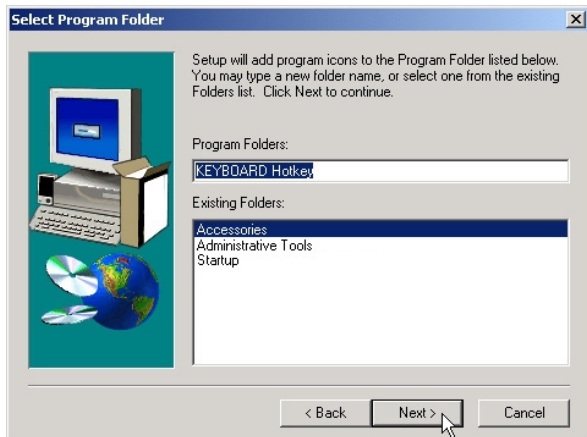 Select Program Folder
Setup will add program icons to the Program Folder listed below.
You may type a new folder name, or select one from the existing
Folders list.  Click Next to continue.
Program Folders:
KEYBOARD Hotkey
Existing Folders:
Accessories
Administrative Tools
Startup
< Back
Next >
Cancel